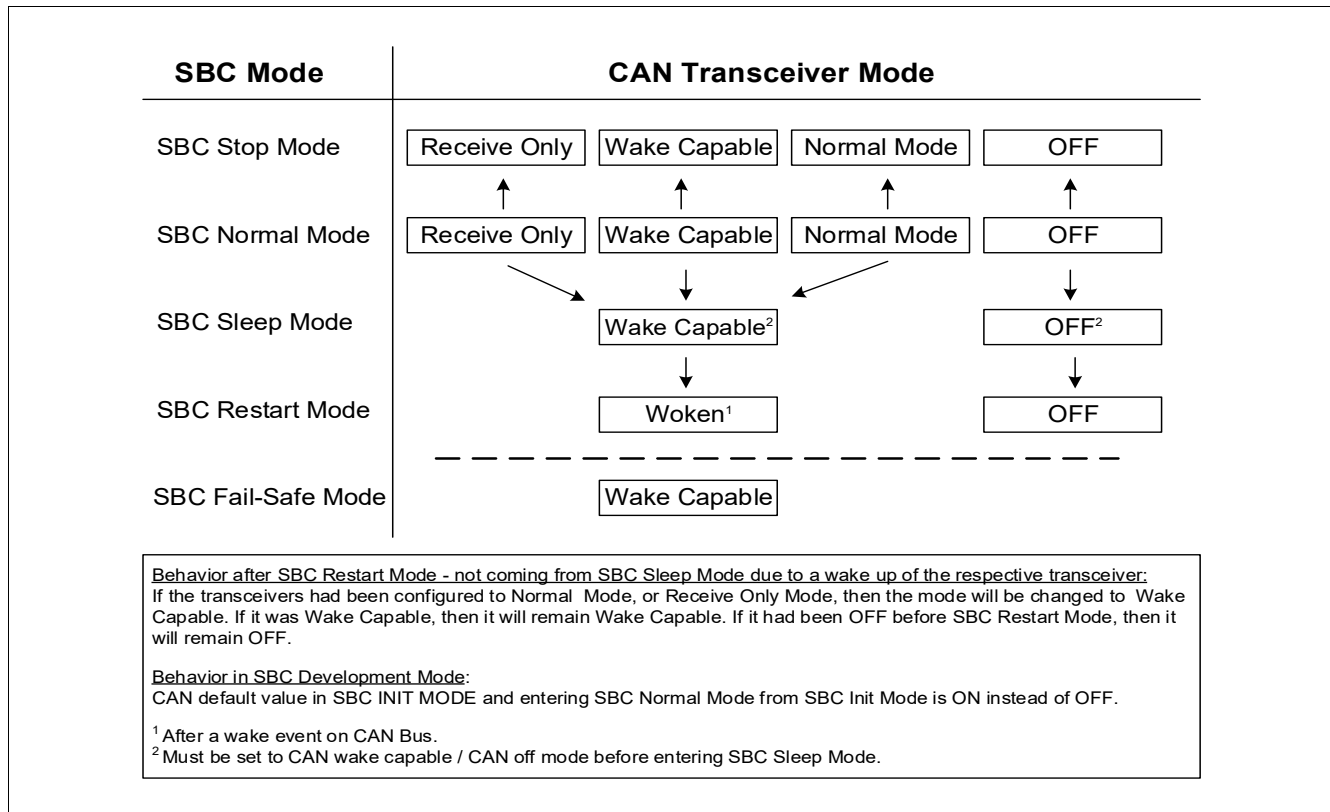 SBC Mode CAN Transceiver Mode
SBC Stop Mode Receive Only Wake Capable Normal Mode OFF
SBC Normal Mode Receive Only Wake Capable Normal Mode OFF
SBC Sleep Mode Wake Capable² OFF²
SBC Restart Mode Woken¹ OFF
SBC Fail-Safe Mode Wake Capable
Behavior after SBC Restart Mode - not coming from SBC Sleep Mode due to a wake up of the respective transceiver:
If the transceivers had been configured to Normal Mode, or Receive Only Mode, then the mode will be changed to Wake
Capable. If it was Wake Capable, then it will remain Wake Capable. If it had been OFF before SBC Restart Mode, then it
will remain OFF.
Behavior in SBC Development Mode:
CAN default value in SBC INIT MODE and entering SBC Normal Mode from SBC Init Mode is ON instead of OFF.
¹ After a wake event on CAN Bus.
² Must be set to CAN wake capable / CAN off mode before entering SBC Sleep Mode.